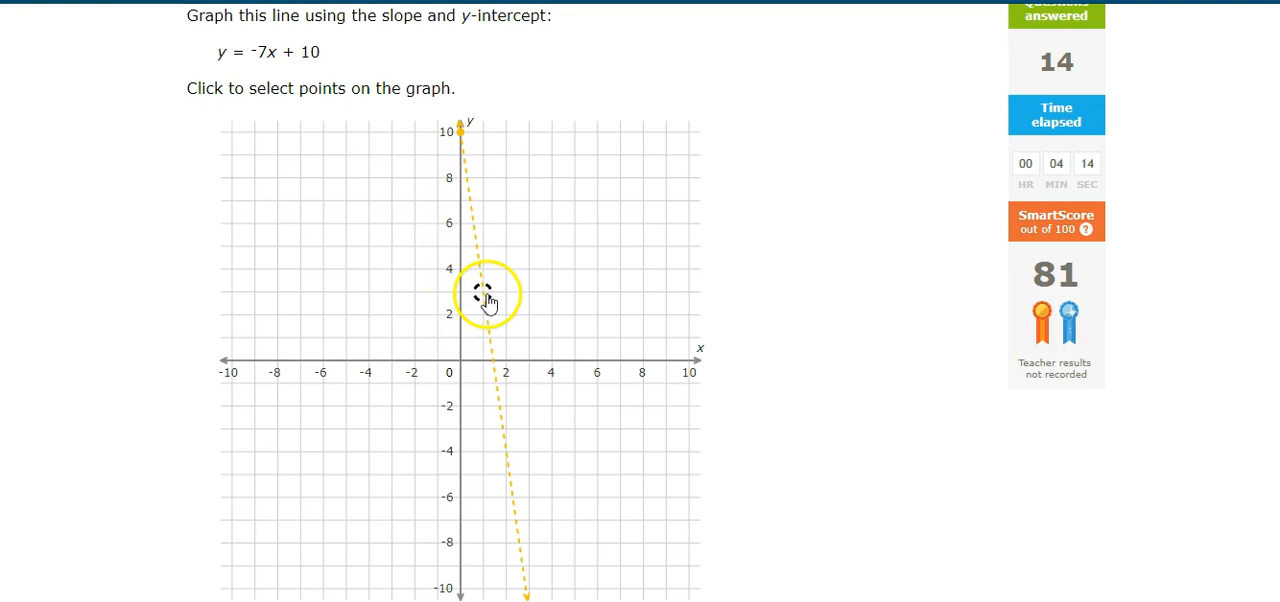 Graph this line using the slope and y-intercept:
y = -7x + 10
Click to select points on the graph.
y
10
8
6
4
2
x
-10 -8 -6 -4 -2 0 2 4 6 8 10
-2
-4
-6
-8
-10
Questions
answered
14
Time
elapsed
00 04 14
HR MIN SEC
SmartScore
out of 100 ?
81
Teacher results
not recorded